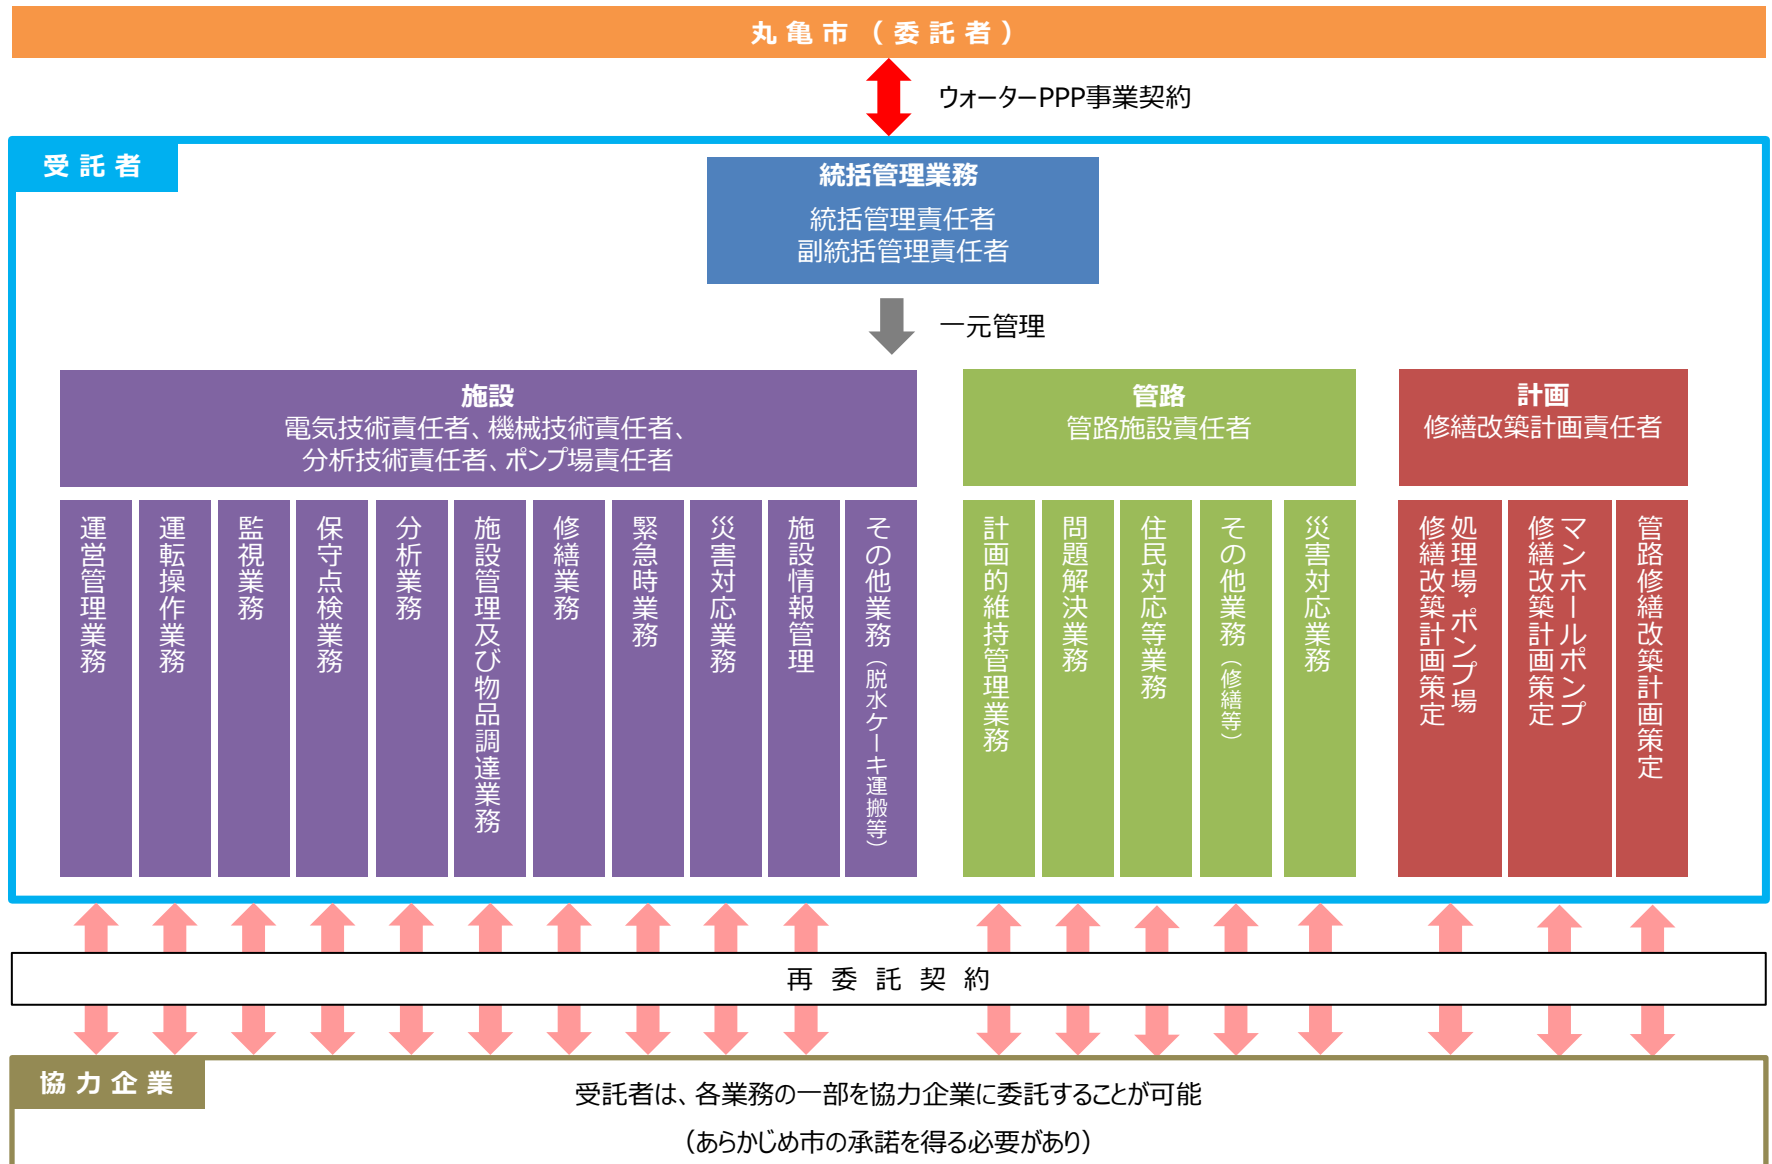 丸亀市（委託者）
ウォーターPPP事業契約
受託者
統括管理業務
統括管理責任者
副統括管理責任者
一元管理
施設
電気技術責任者、機械技術責任者、
分析技術責任者、ポンプ場責任者
運営管理業務
運転操作業務
監視業務
保守点検業務
分析業務
施設管理及び物品調達業務
修繕業務
緊急時業務
災害対応業務
施設情報管理
その他業務（脱水ケーキ運搬等）
管路
管路施設責任者
計画的維持管理業務
問題解決業務
住民対応等業務
その他業務（修繕等）
災害対応業務
計画
修繕改築計画責任者
処理場・ポンプ場
修繕改築計画策定
マンホールポンプ
修繕改築計画策定
管路修繕改築計画策定
再委託契約
協力企業
受託者は、各業務の一部を協力企業に委託することが可能
（あらかじめ市の承諾を得る必要があり）